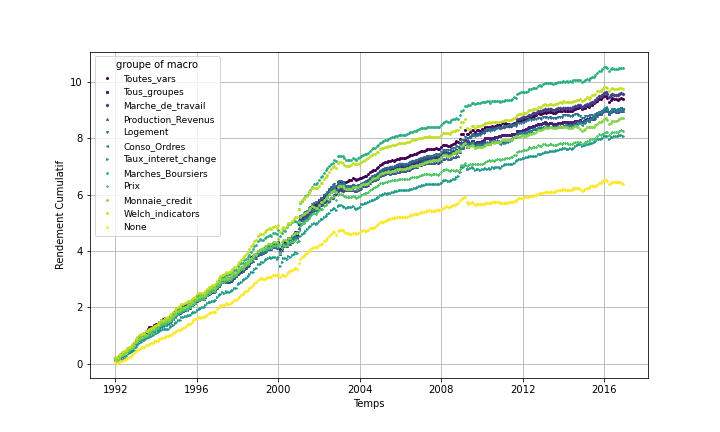 groupe of macro
Toutes_vars
Tous_groupes
Marche_de_travail
Production_Revenus
Logement
Conso_Ordres
Taux_interet_change
Marches_Boursiers
Prix
Monnaie_credit
Welch_indicators
None
Rendement Cumulatif
10
8
6
4
2
0
1992 1996 2000 2004 2008 2012 2016
Temps